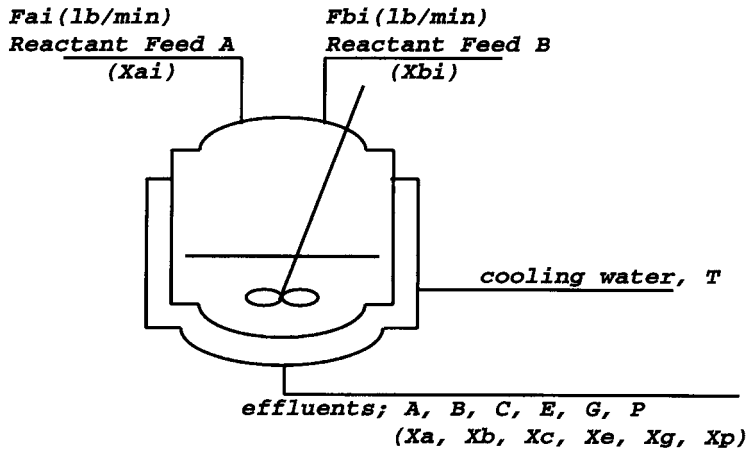 Fai(lb/min)
Reactant Feed A
(Xai)
Fbi(lb/min)
Reactant Feed B
(Xbi)
cooling water, T
effluents; A, B, C, E, G, P
(Xa, Xb, Xc, Xe, Xg, Xp)